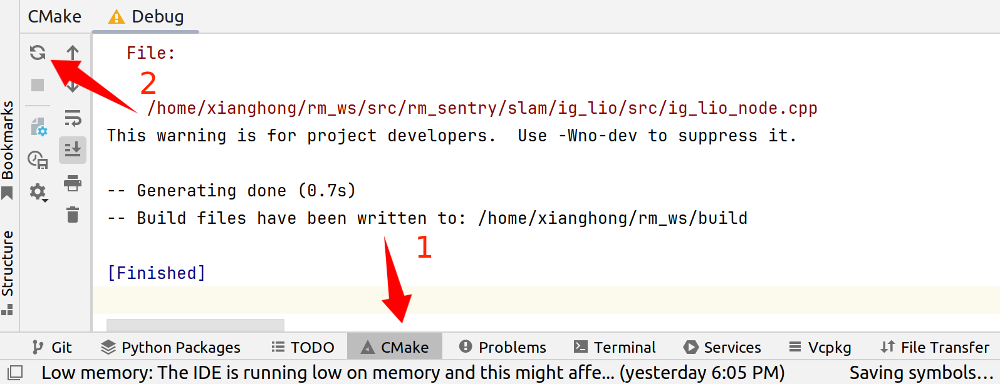 CMake Debug
File:
2
/home/xianghong/rm_ws/src/rm_sentry/slam/ig_lio/src/ig_lio_node.cpp
This warning is for project developers.  Use -Wno-dev to suppress it.
-- Generating done (0.7s)
-- Build files have been written to: /home/xianghong/rm_ws/build
1
[Finished]
Bookmarks
Structure
Git Python Packages TODO CMake Problems Terminal Services Vcpkg File Transfer
Low memory: The IDE is running low on memory and this might affe... (yesterday 6:05 PM) Saving symbols...